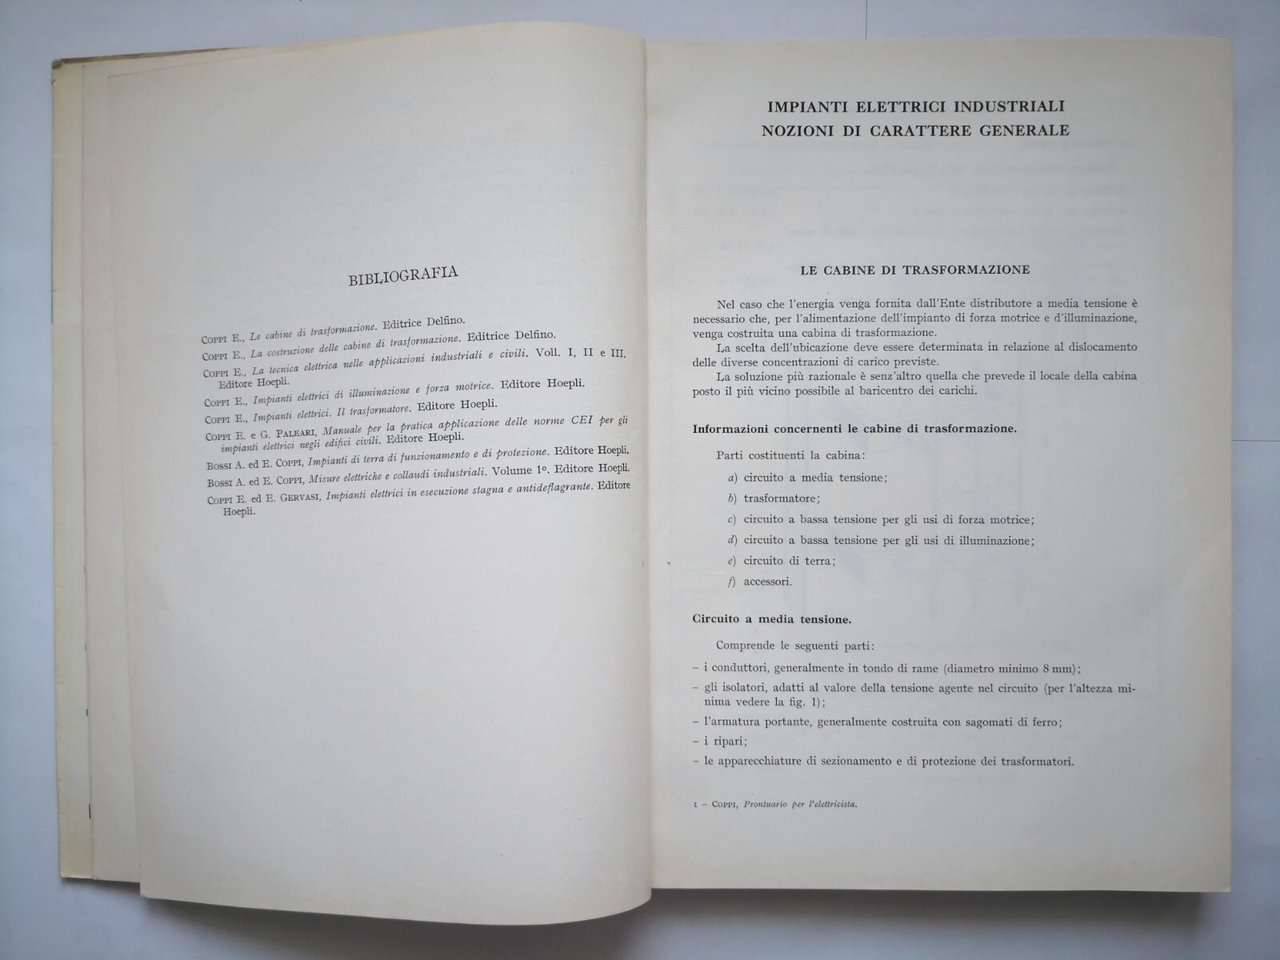 BIBLIOGRAFIA
COPPI E., Le cabine di trasformazione. Editrice Delfino.
COPPI E., La costruzione delle cabine di trasformazione. Editrice Delfino.
COPPI E., La tecnica elettrica nelle applicazioni industriali e civili. Voll. I, II e III.
Editore Hoepli.
COPPI E., Impianti elettrici di illuminazione e forza motrice. Editore Hoepli.
COPPI E., Impianti elettrici. Il trasformatore. Editore Hoepli.
COPPI E. e G. PALEARI, Manuale per la pratica applicazione delle norme CEI per gli
impianti elettrici negli edifici civili. Editore Hoepli.
BOSSI A. ed E. COPPI, Impianti di terra di funzionamento e di protezione. Editore Hoepli.
BOSSI A. ed E. COPPI, Misure elettriche e collaudi industriali. Volume 1º. Editore Hoepli.
COPPI E. ed E. GERVASI, Impianti elettrici in esecuzione stagna e antideflagrante. Editore
Hoepli.
IMPIANTI ELETTRICI INDUSTRIALI
NOZIONI DI CARATTERE GENERALE
LE CABINE DI TRASFORMAZIONE
Nel caso che l'energia venga fornita dall'Ente distributore a media tensione è
necessario che, per l'alimentazione dell'impianto di forza motrice e d'illuminazione,
venga costruita una cabina di trasformazione.
La scelta dell'ubicazione deve essere determinata in relazione al dislocamento
delle diverse concentrazioni di carico previste.
La soluzione più razionale è senz'altro quella che prevede il locale della cabina
posto il più vicino possibile al baricentro dei carichi.
Informazioni concernenti le cabine di trasformazione.
Parti costituenti la cabina:
a) circuito a media tensione;
b) trasformatore;
c) circuito a bassa tensione per gli usi di forza motrice;
d) circuito a bassa tensione per gli usi di illuminazione;
e) circuito di terra;
f) accessori.
Circuito a media tensione.
Comprende le seguenti parti:
– i conduttori, generalmente in tondo di rame (diametro minimo 8 mm);
– gli isolatori, adatti al valore della tensione agente nel circuito (per l'altezza mi-
nima vedere la fig. 1);
– l'armatura portante, generalmente costruita con sagomati di ferro;
– i ripari;
– le apparecchiature di sezionamento e di protezione dei trasformatori.
1 – COPPI, Prontuario per l'elettricista.